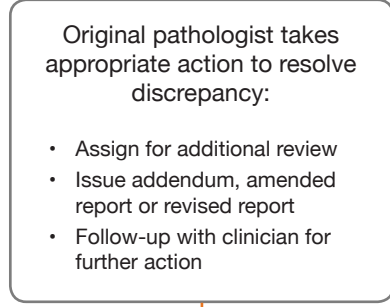 Original pathologist takes
appropriate action to resolve
discrepancy:
• Assign for additional review
• Issue addendum, amended
report or revised report
• Follow-up with clinician for
further action